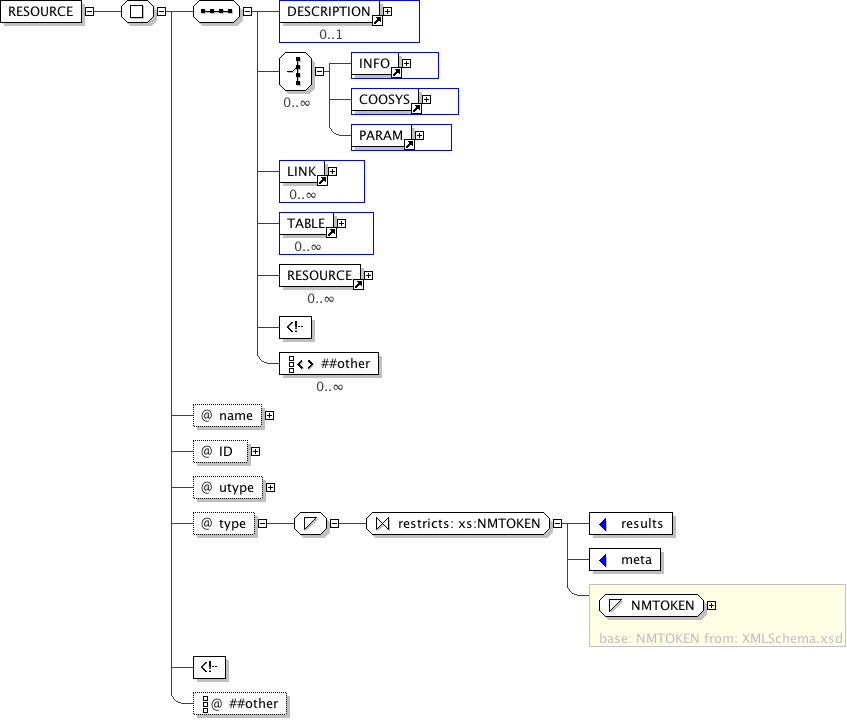 RESOURCE
DESCRIPTION
0..1
INFO
0..∞
COOSYS
PARAM
LINK
0..∞
TABLE
0..∞
RESOURCE
0..∞
<!--
<> ##other
0..∞
@ name
@ ID
@ utype
@ type
restricts: xs:NMTOKEN
results
meta
NMTOKEN
base: NMTOKEN from: XMLSchema.xsd
<!--
@ ##other